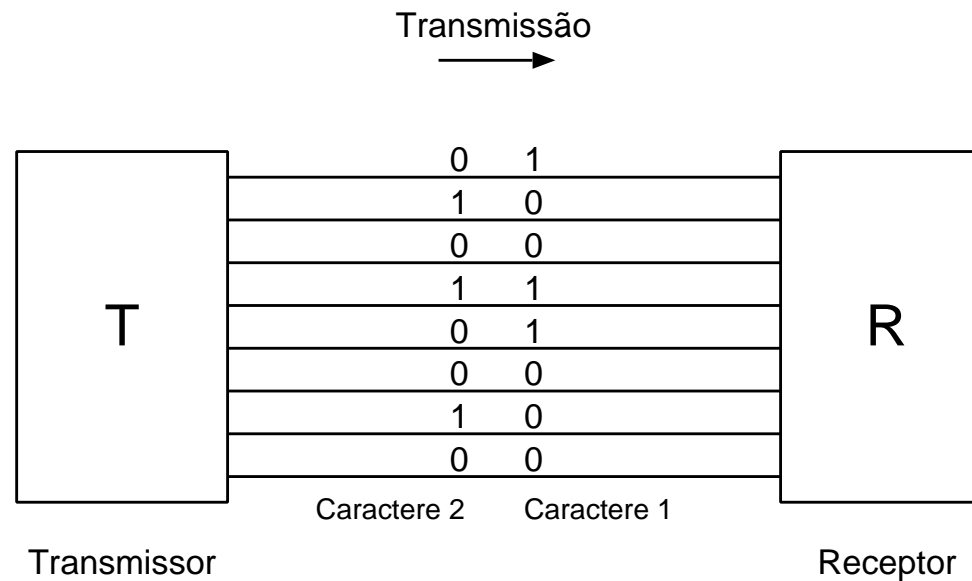 Transmissão
0 1
1 0
0 0
1 1
T
0 1
R
0 0
1 0
0 0
Caractere 2 Caractere 1
Transmissor Receptor